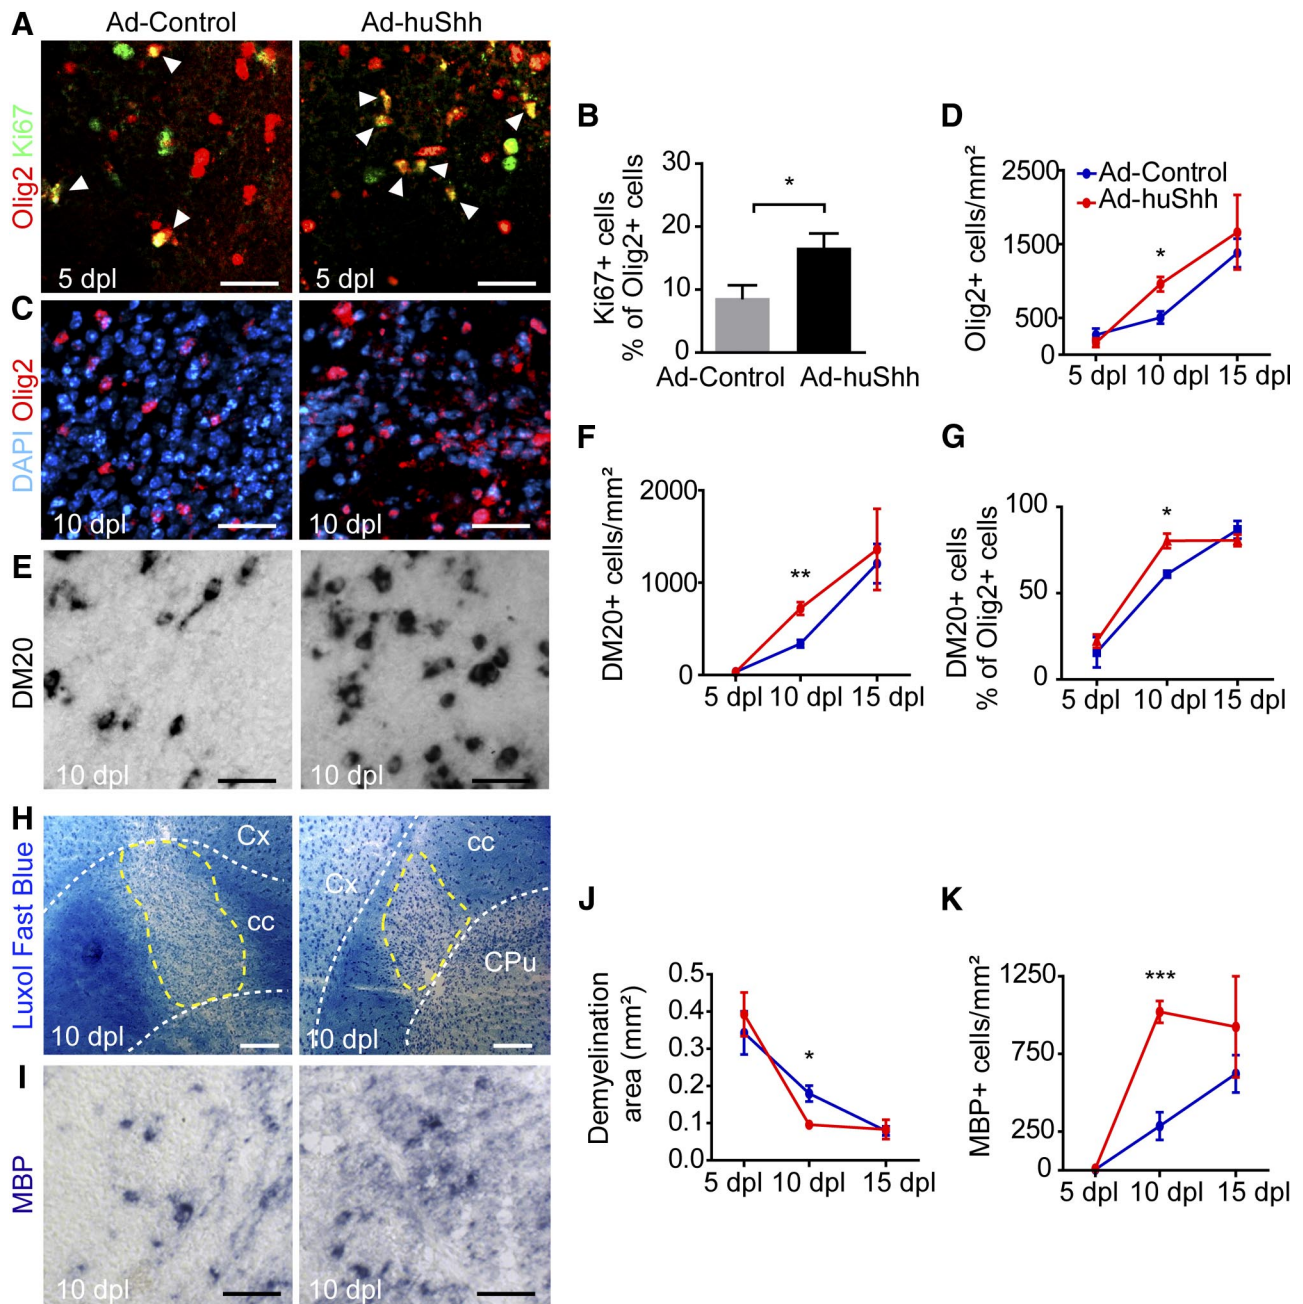 A
Ad-Control
Ad-huShh
Olig2 Ki67
5 dpl
5 dpl
B
Ki67+ cells
% of Olig2+ cells
30
20
10
0
*
Ad-Control
Ad-huShh
C
DAPI Olig2
10 dpl
10 dpl
D
Olig2+ cells/mm²
2500
1500
500
0
Ad-Control
Ad-huShh
*
5 dpl
10 dpl
15 dpl
E
DM20
10 dpl
10 dpl
F
DM20+ cells/mm²
2000
1000
0
**
5 dpl
10 dpl
15 dpl
G
DM20+ cells
% of Olig2+ cells
100
50
0
*
5 dpl
10 dpl
15 dpl
H
Luxol Fast Blue
Cx
cc
10 dpl
cc
Cx
CPu
10 dpl
I
MBP
10 dpl
10 dpl
J
Demyelination
area (mm²)
0.5
0.4
0.3
0.2
0.1
0.0
*
5 dpl
10 dpl
15 dpl
K
MBP+ cells/mm²
1250
750
250
0
***
5 dpl
10 dpl
15 dpl